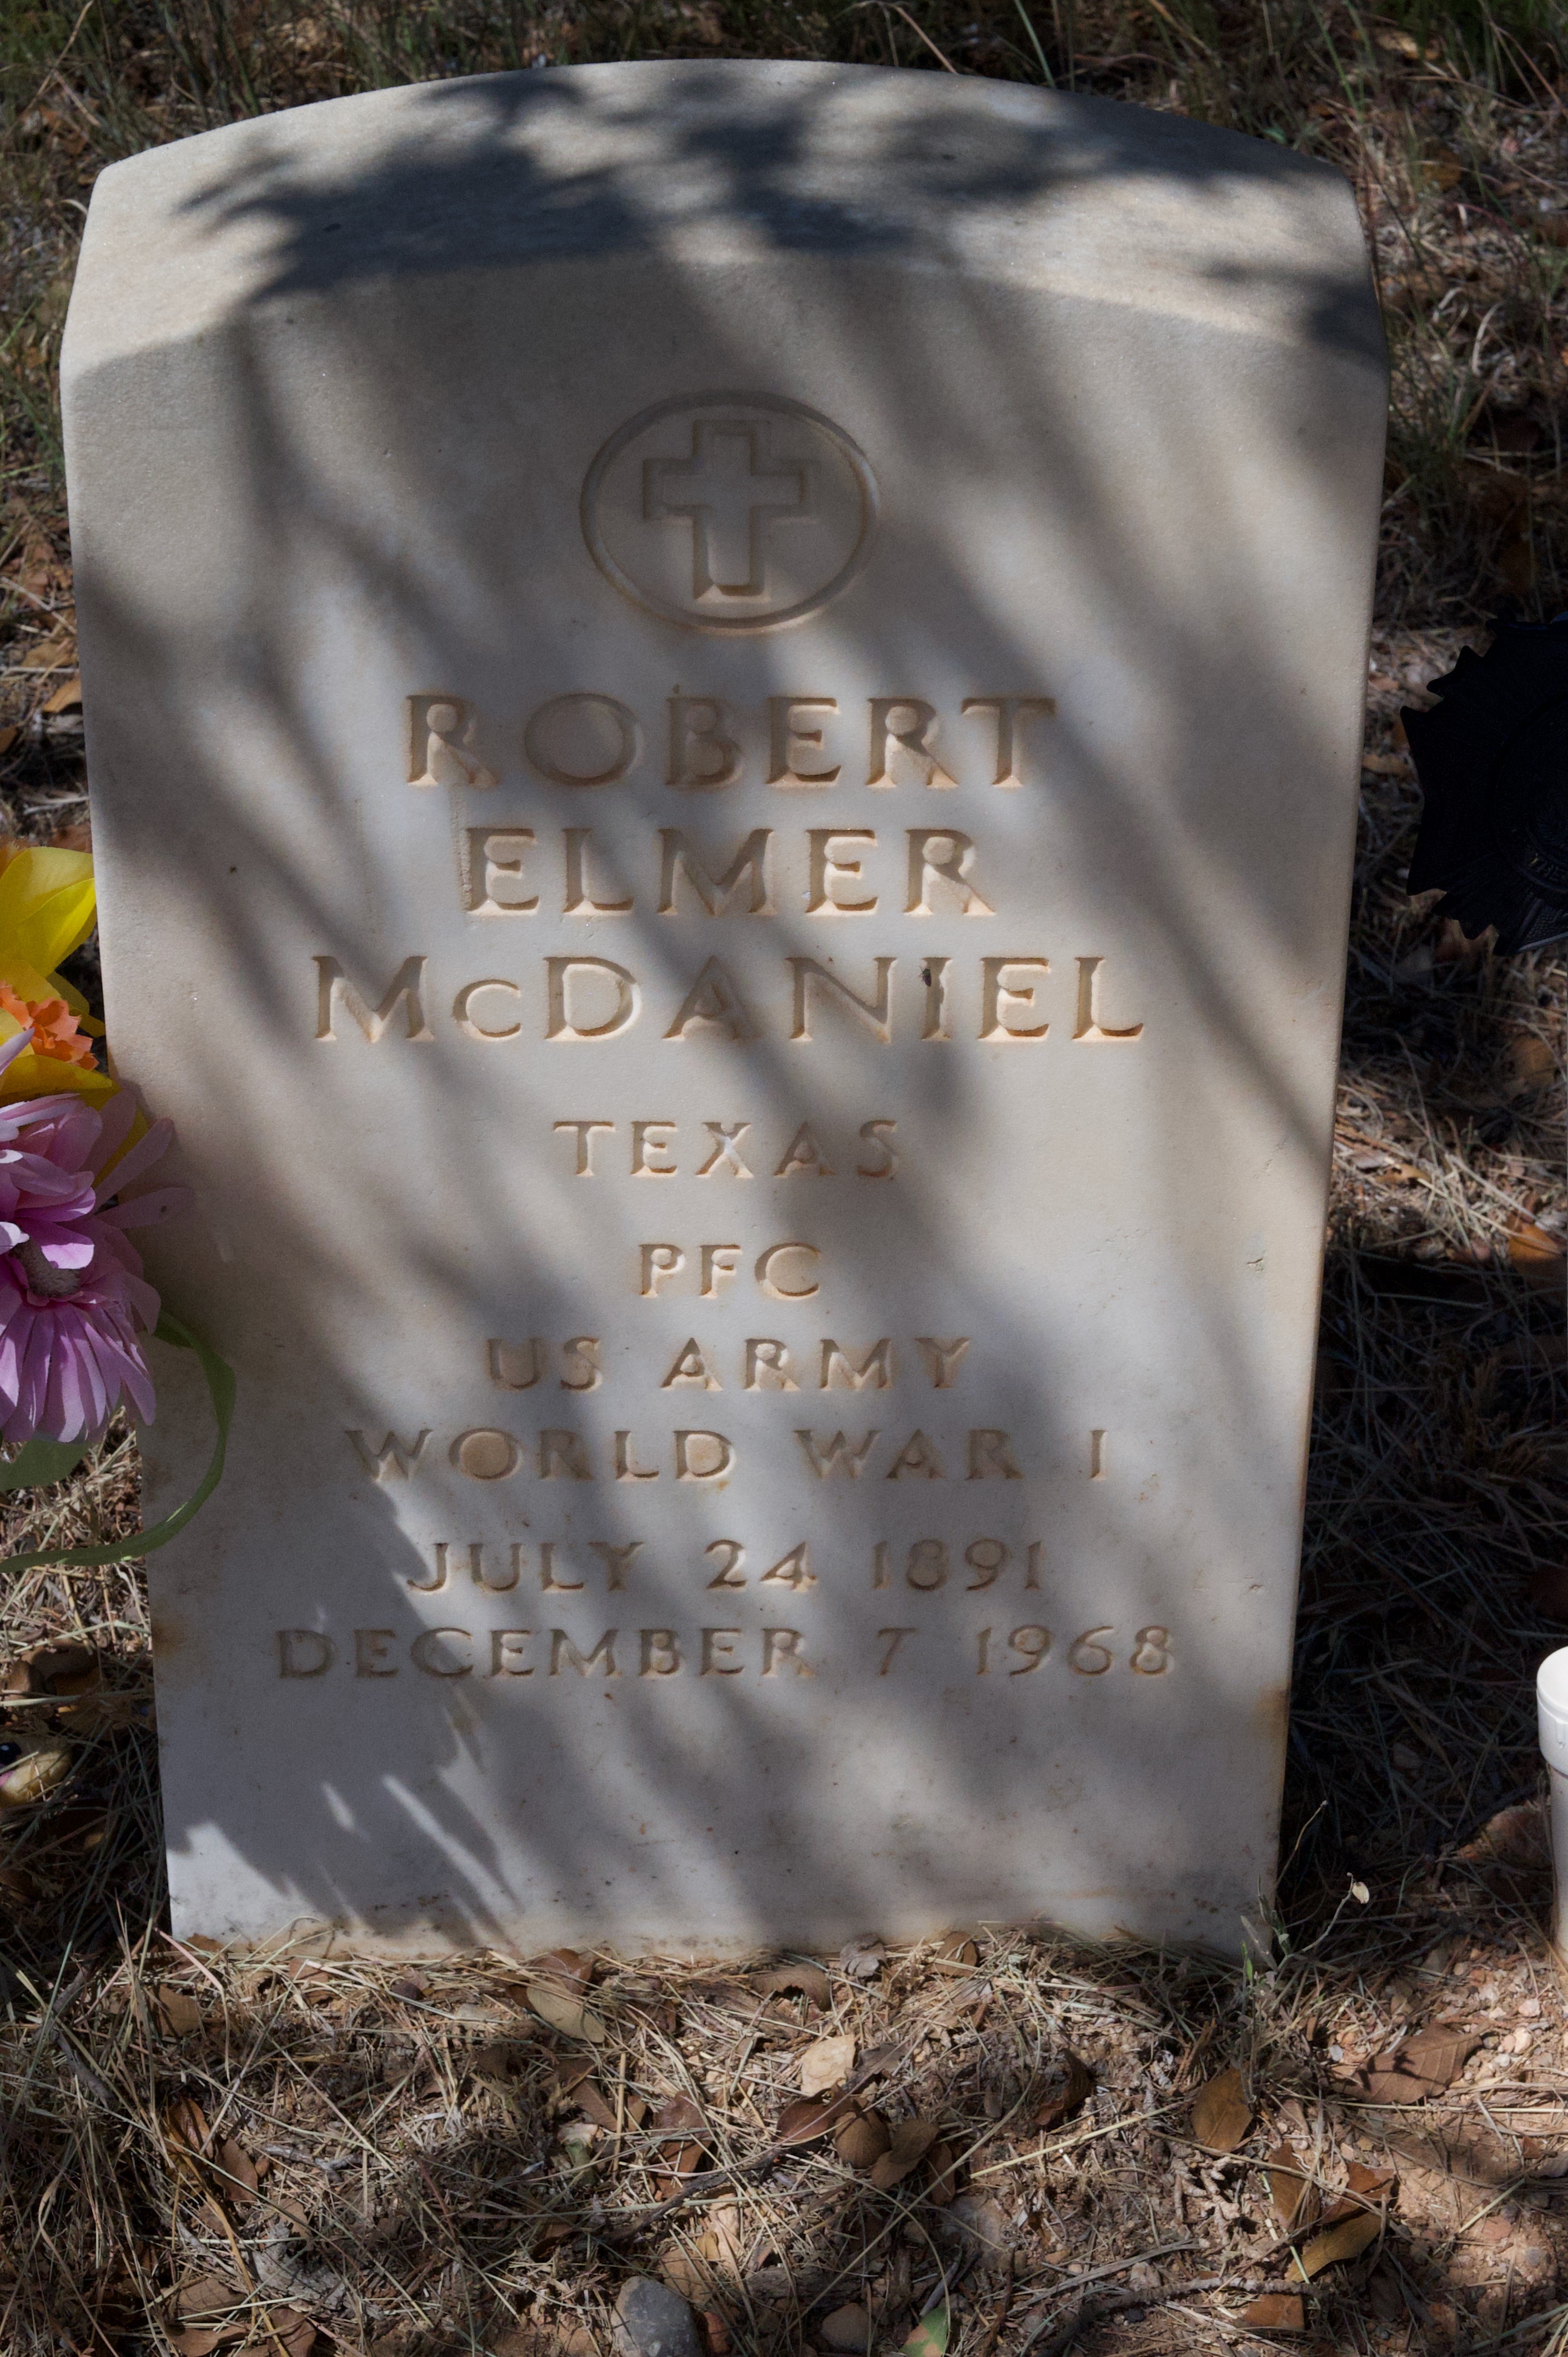 ROBERT
ELMER
McDANIEL
TEXAS
PFC
US ARMY
WORLD WAR I
JULY 24 1891
DECEMBER 7 1968